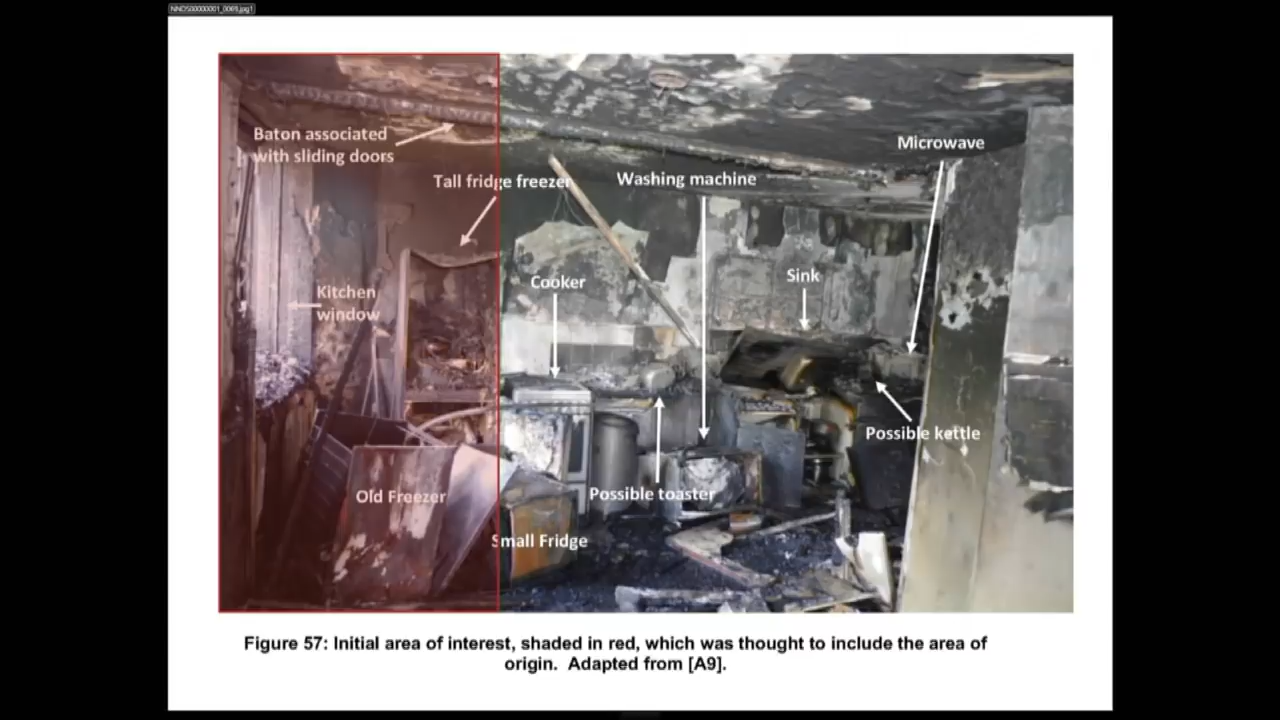 NND500000001_0069.jpg1
Baton associated
with sliding doors
Microwave
Tall fridge freezer
Washing machine
Cooker
Sink
Kitchen
window
Possible kettle
Old Freezer
Possible toaster
Small Fridge
Figure 57: Initial area of interest, shaded in red, which was thought to include the area of
origin. Adapted from [A9].